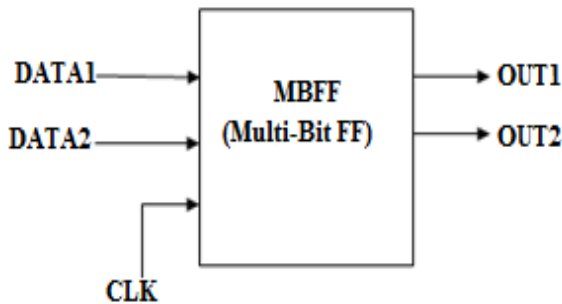 DATA1
DATA2
CLK
MBFF
(Multi-Bit FF)
OUT1
OUT2